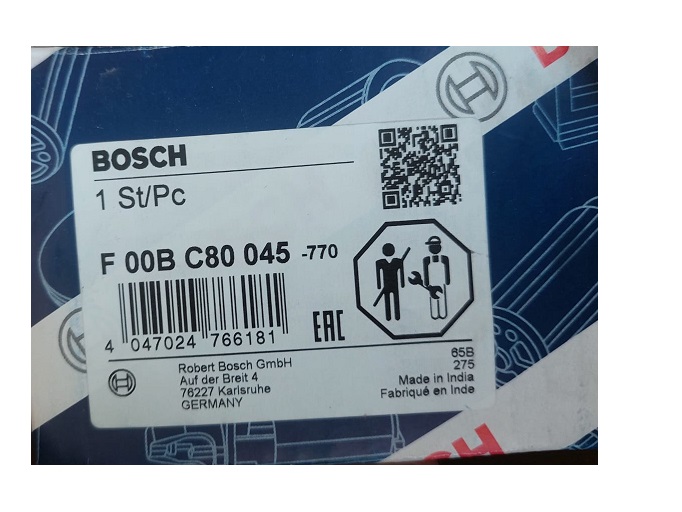 BOSCH
1 St/Pc
F 00B C80 045 -770
4 047024 766181
EAC
Robert Bosch GmbH
Auf der Breit 4
76227 Karlsruhe
GERMANY
65B
275
Made in India
Fabriqué en Inde